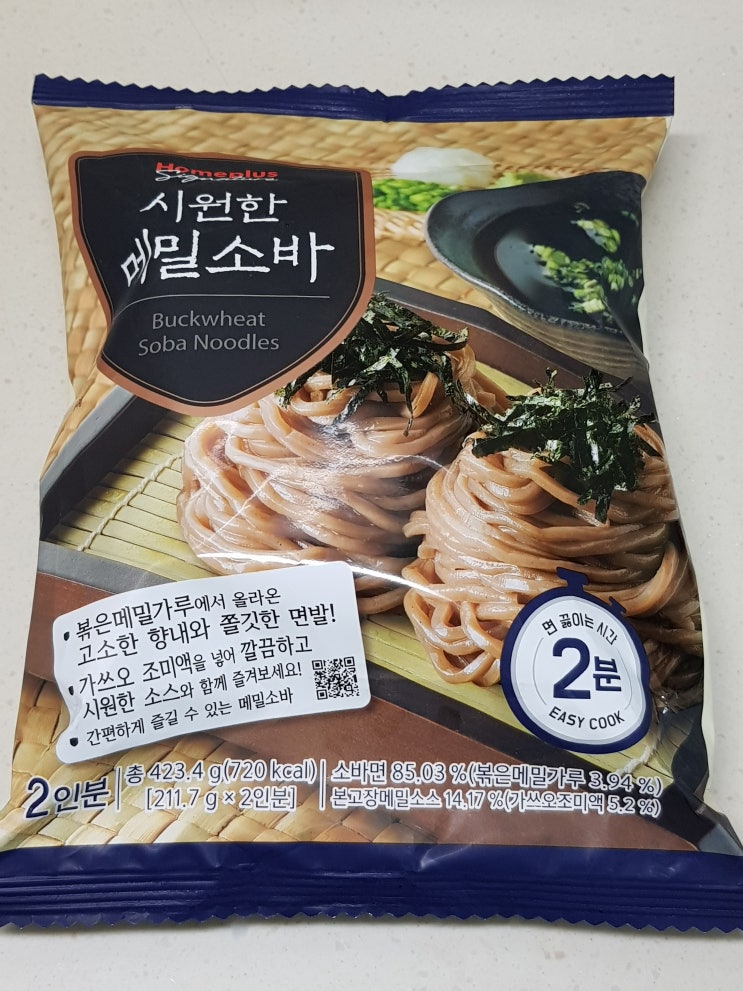 Homeplus
Signature
시원한
메밀소바
Buckwheat
Soba Noodles
• 볶은메밀가루에서 올라온
고소한 향내와 쫄깃한 면발!
• 가쓰오 조미액을 넣어 깔끔하고
시원한 소스와 함께 즐겨보세요!
• 간편하게 즐길 수 있는 메밀소바
면 끓이는 시간
2분
EASY COOK
2인분
총 423.4 g(720 kcal)
[211.7 g × 2인분]
소바면 85.03 %(볶은메밀가루 3.94 %)
본고장메밀소스 14.17 %(가쓰오조미액 5.2 %)